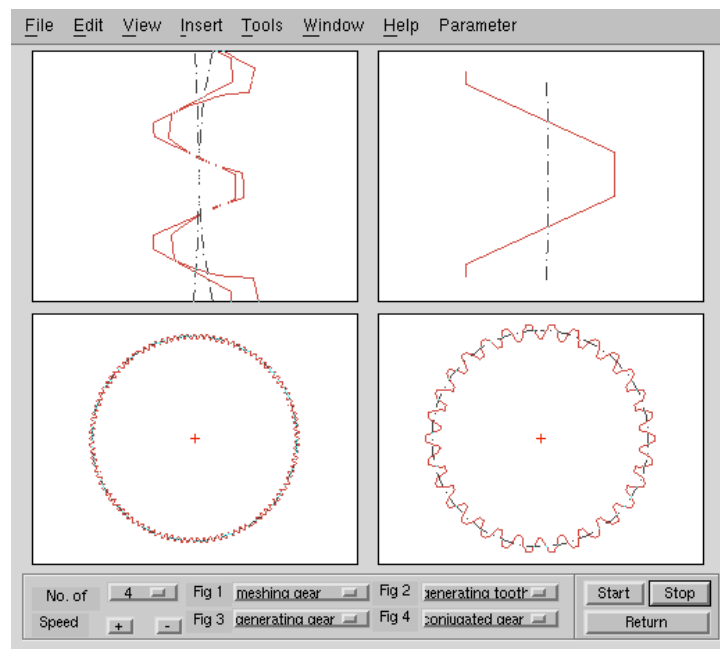 File Edit View Insert Tools Window Help Parameter
No. of 4 Fig 1 meshing gear Fig 2 generating tooth Start Stop
Speed + - Fig 3 generating gear Fig 4 conjugated gear Return